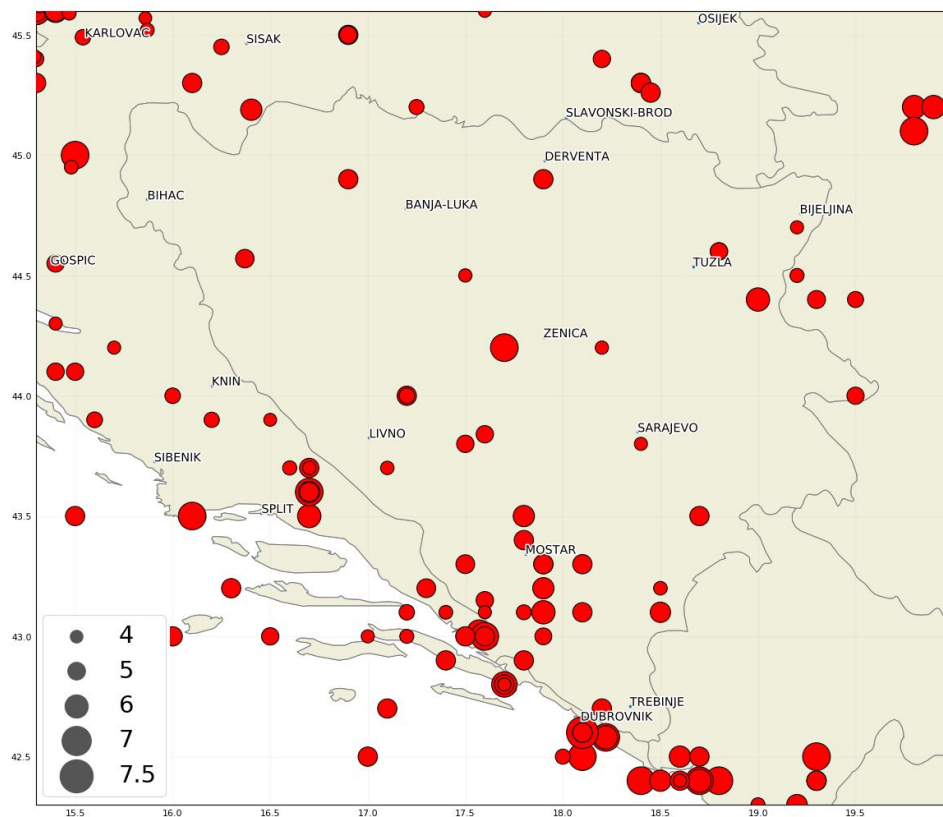 OSIJEK
45.5
KARLOVAC
SISAK
SLAVONSKI-BROD
45.0
DERVENTA
BIHAC
BANJA-LUKA
BIJELJINA
44.5
GOSPIC
TUZLA
ZENICA
44.0
KNIN
LIVNO
SARAJEVO
SIBENIK
43.5
SPLIT
MOSTAR
43.0
4
5
6
7
7.5
TREBINJE
DUBROVNIK
42.5
15.5 16.0 16.5 17.0 17.5 18.0 18.5 19.0 19.5